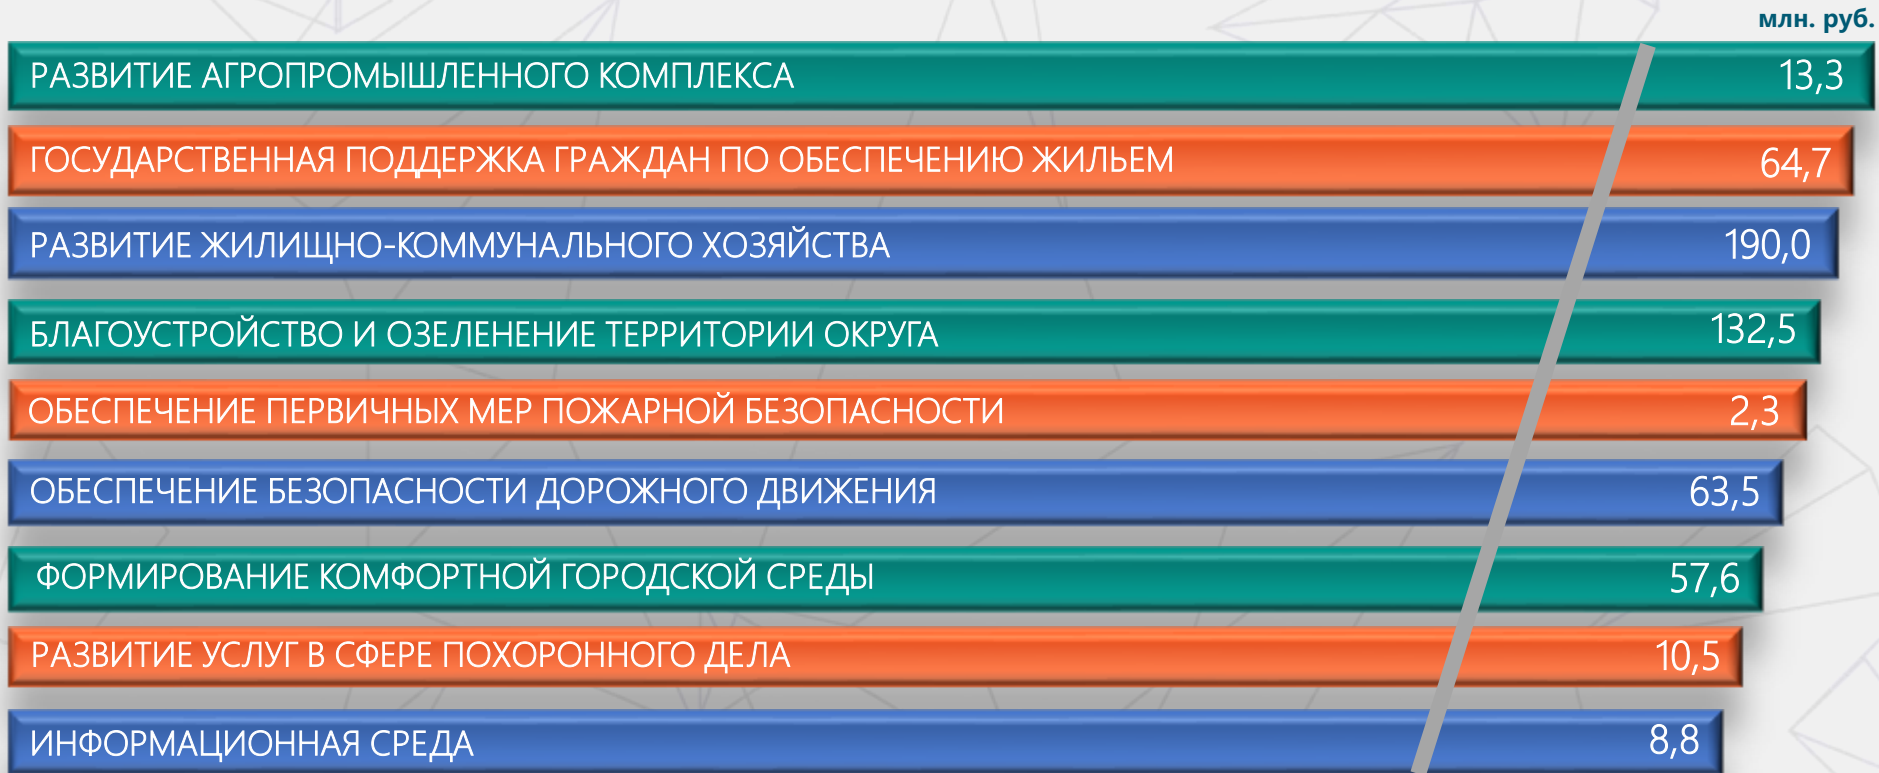 млн. руб.
РАЗВИТИЕ АГРОПРОМЫШЛЕННОГО КОМПЛЕКСА 13,3
ГОСУДАРСТВЕННАЯ ПОДДЕРЖКА ГРАЖДАН ПО ОБЕСПЕЧЕНИЮ ЖИЛЬЕМ 64,7
РАЗВИТИЕ ЖИЛИЩНО-КОММУНАЛЬНОГО ХОЗЯЙСТВА 190,0
БЛАГОУСТРОЙСТВО И ОЗЕЛЕНЕНИЕ ТЕРРИТОРИИ ОКРУГА 132,5
ОБЕСПЕЧЕНИЕ ПЕРВИЧНЫХ МЕР ПОЖАРНОЙ БЕЗОПАСНОСТИ 2,3
ОБЕСПЕЧЕНИЕ БЕЗОПАСНОСТИ ДОРОЖНОГО ДВИЖЕНИЯ 63,5
ФОРМИРОВАНИЕ КОМФОРТНОЙ ГОРОДСКОЙ СРЕДЫ 57,6
РАЗВИТИЕ УСЛУГ В СФЕРЕ ПОХОРОННОГО ДЕЛА 10,5
ИНФОРМАЦИОННАЯ СРЕДА 8,8